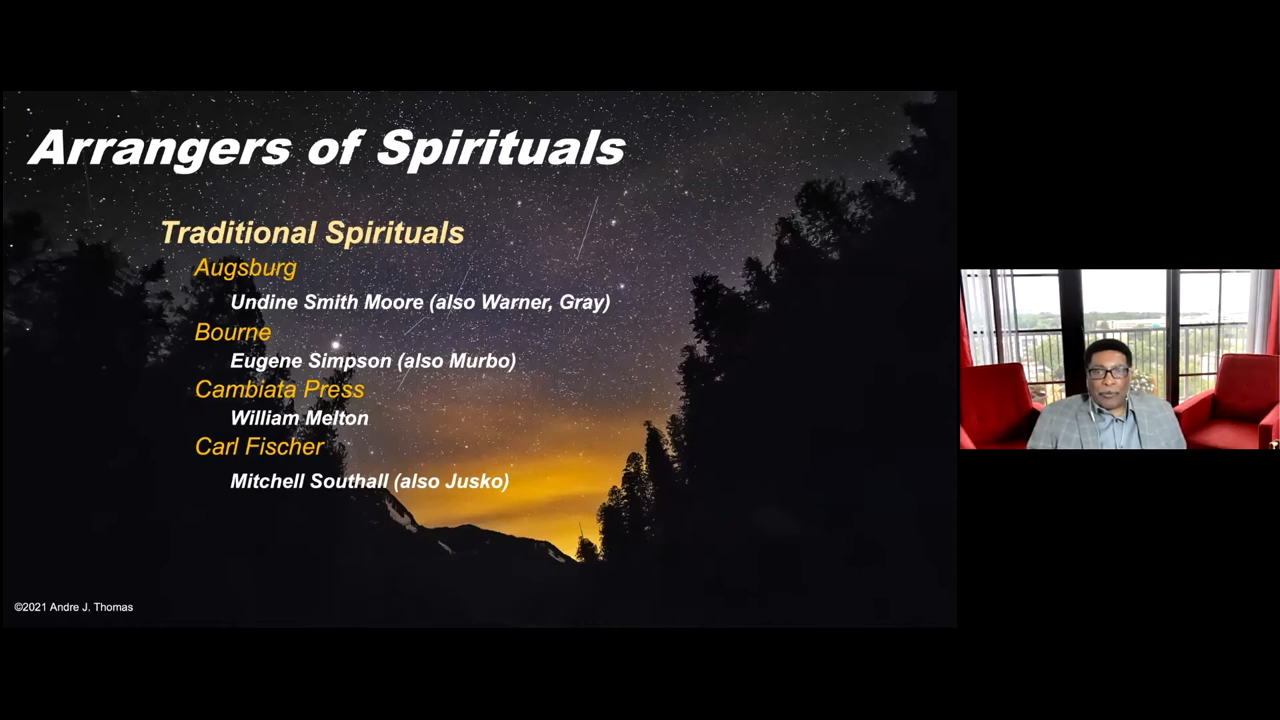 Arrangers of Spirituals
Traditional Spirituals
Augsburg
Undine Smith Moore (also Warner, Gray)
Bourne
Eugene Simpson (also Murbo)
Cambiata Press
William Melton
Carl Fischer
Mitchell Southall (also Jusko)
©2021 Andre J. Thomas